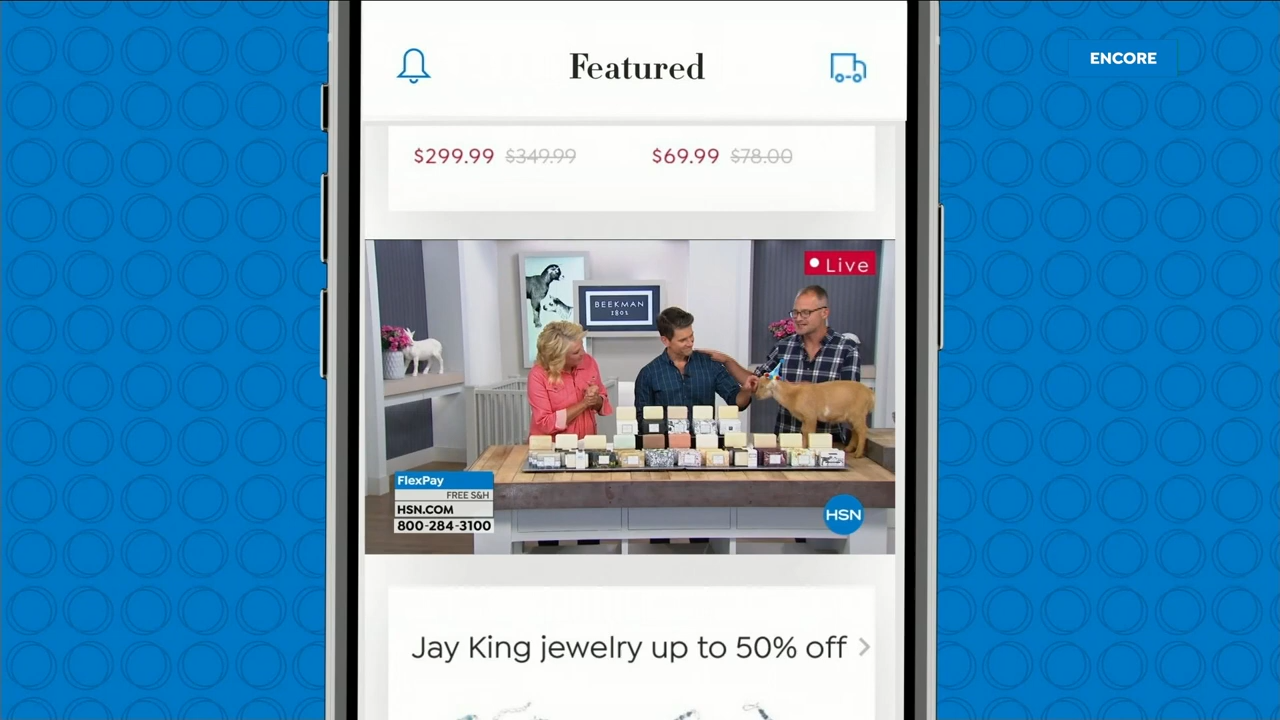 ENCORE
Featured
$299.99 $349.99 $69.99 $78.00
Live
BEEKMAN
1802
FlexPay
FREE S&H
HSN.COM
800-284-3100
HSN
Jay King jewelry up to 50% off